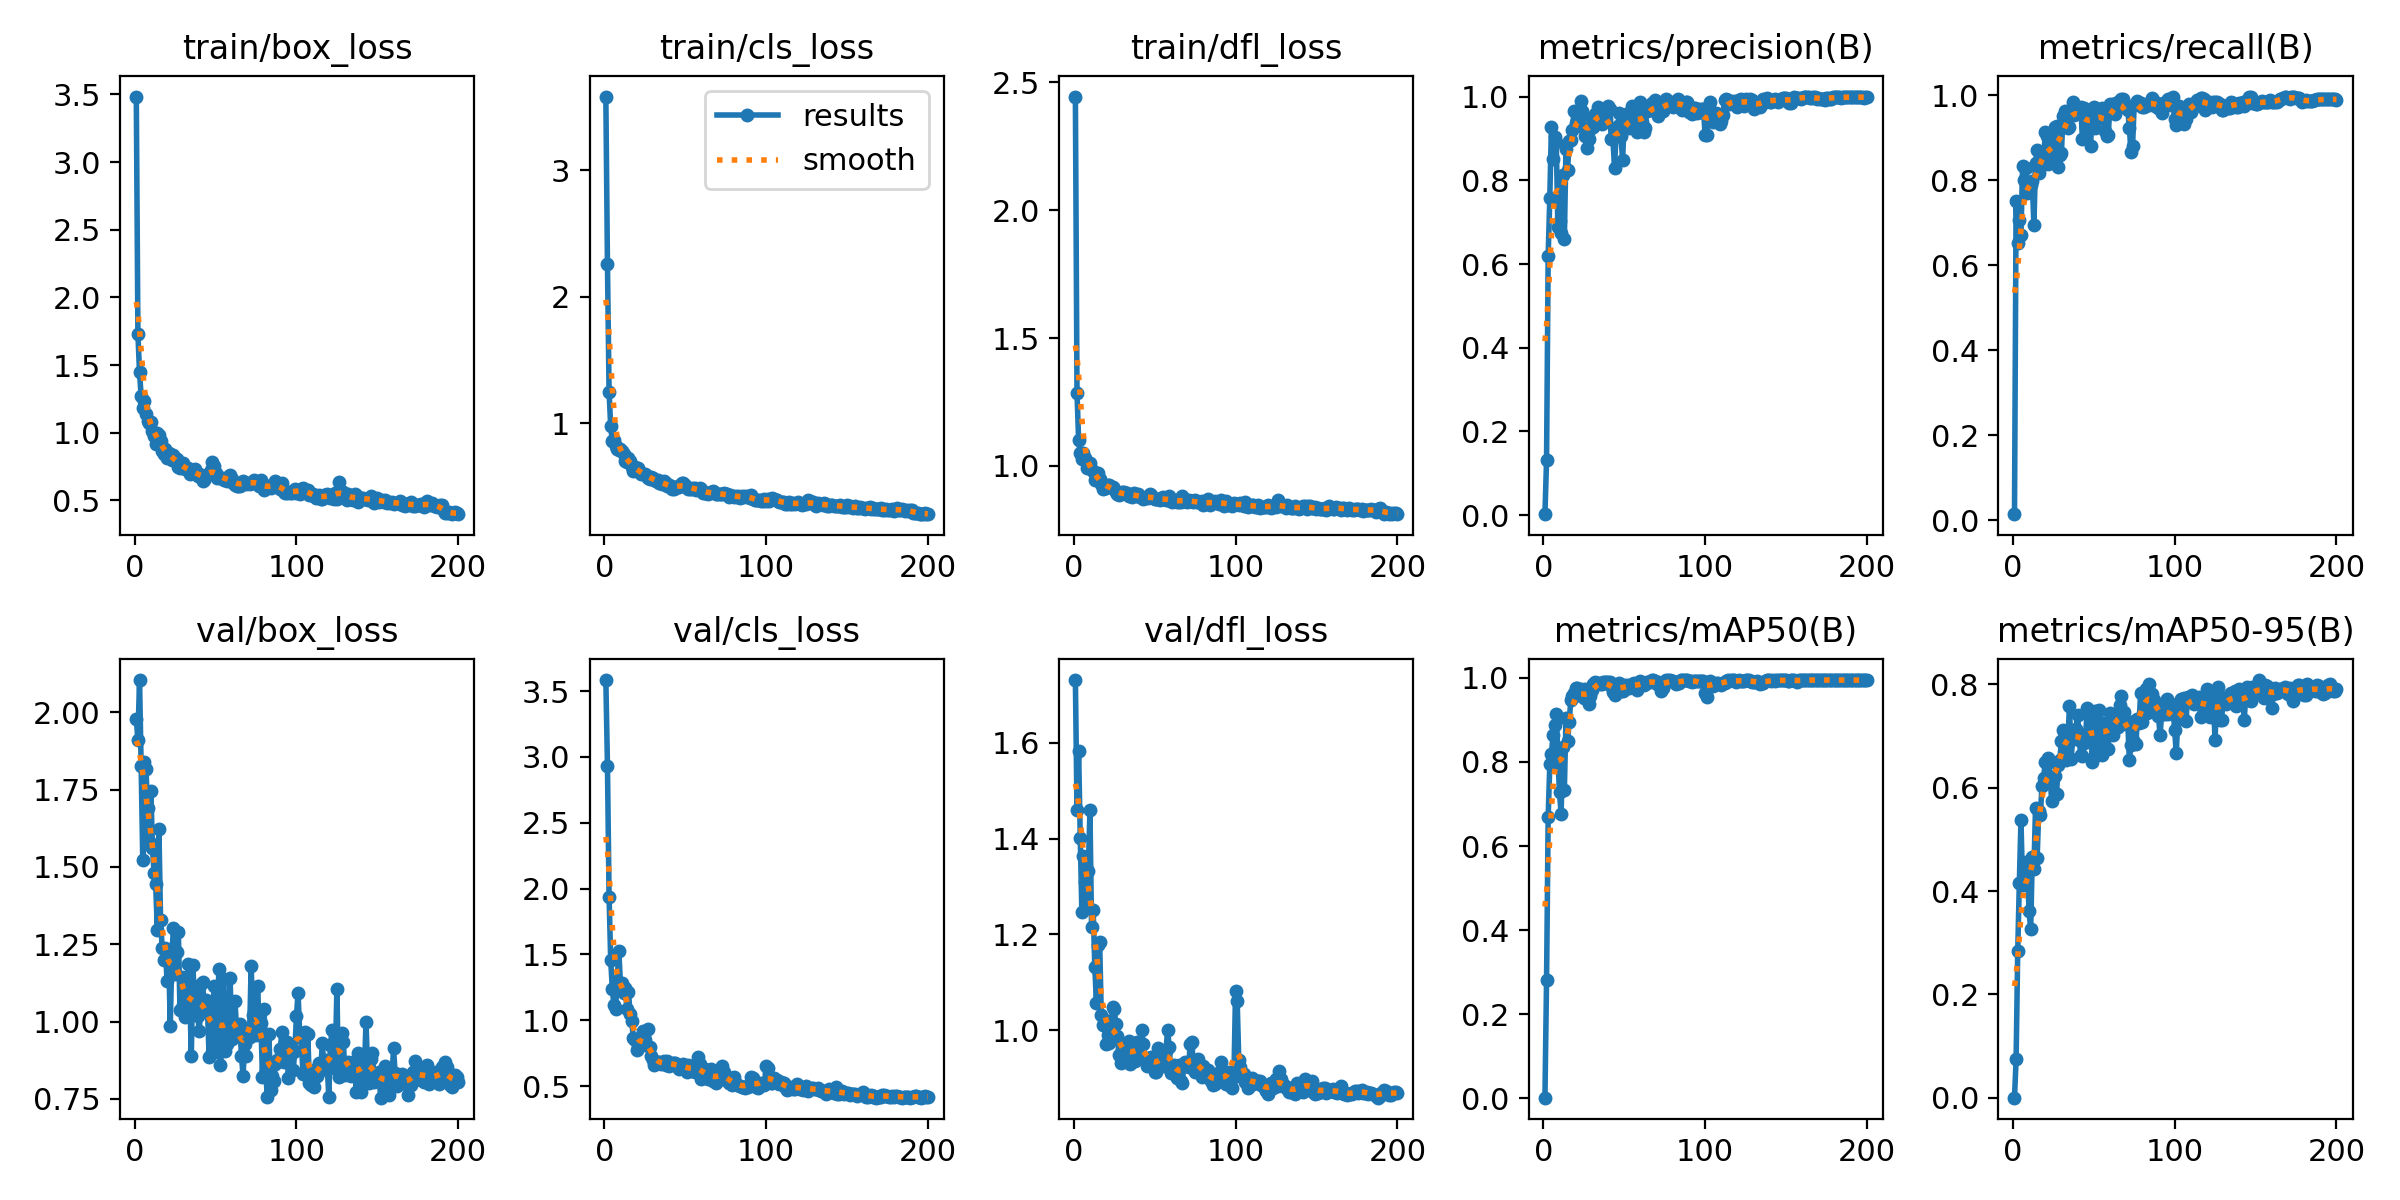 train/box_loss
train/cls_loss
train/dfl_loss
metrics/precision(B)
metrics/recall(B)
3.5
3.0
2.5
2.0
1.5
1.0
0.5
0 100 200
results
smooth
3
2
1
0 100 200
2.5
2.0
1.5
1.0
0 100 200
1.0
0.8
0.6
0.4
0.2
0.0
0 100 200
1.0
0.8
0.6
0.4
0.2
0.0
0 100 200
val/box_loss
val/cls_loss
val/dfl_loss
metrics/mAP50(B)
metrics/mAP50-95(B)
2.00
1.75
1.50
1.25
1.00
0.75
0 100 200
3.5
3.0
2.5
2.0
1.5
1.0
0.5
0 100 200
1.6
1.4
1.2
1.0
0 100 200
1.0
0.8
0.6
0.4
0.2
0.0
0 100 200
0.8
0.6
0.4
0.2
0.0
0 100 200